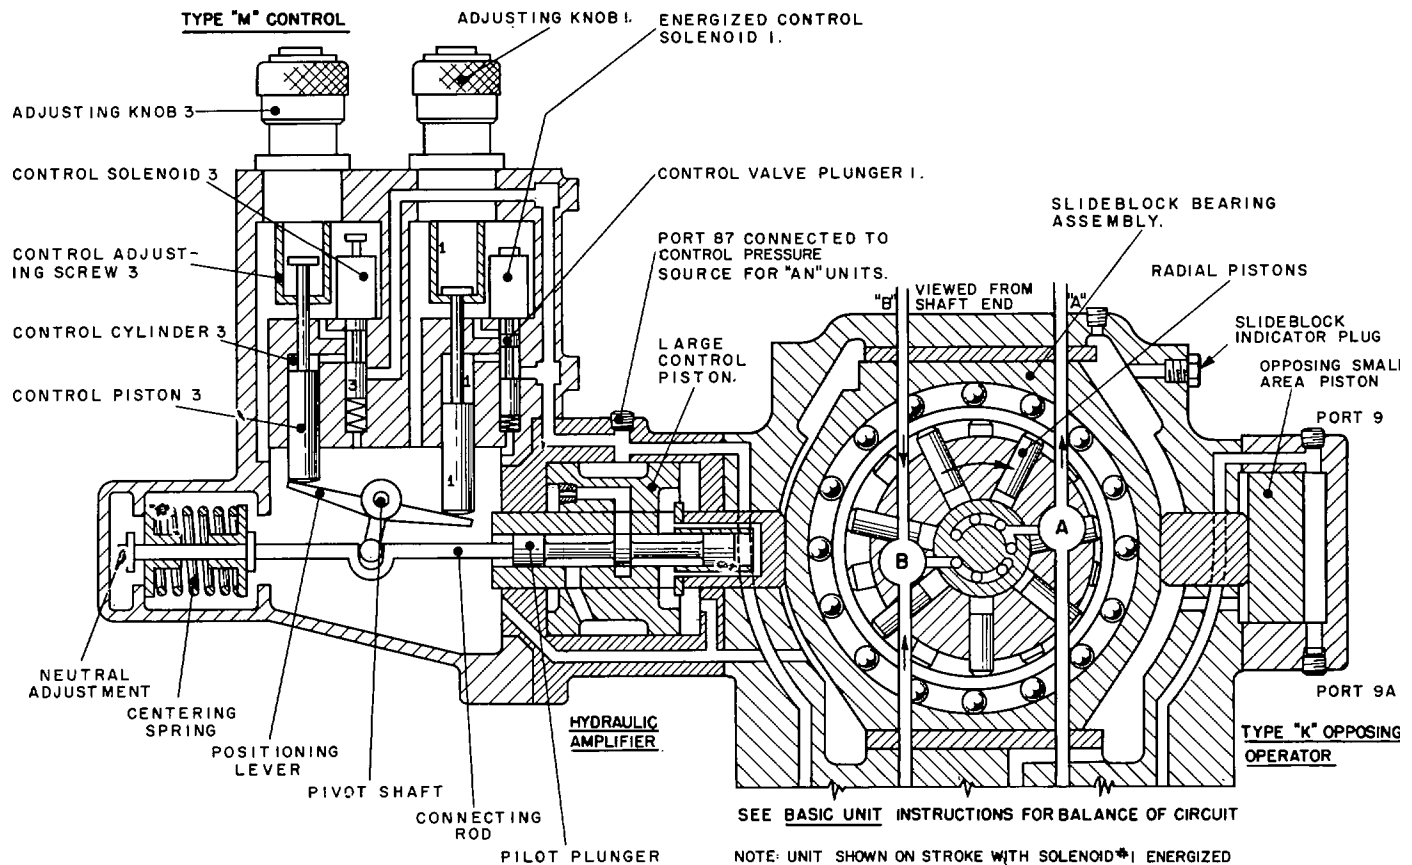 TYPE "M" CONTROL
ADJUSTING KNOB 1.
ENERGIZED CONTROL
SOLENOID 1.
ADJUSTING KNOB 3
CONTROL SOLENOID 3
CONTROL VALVE PLUNGER 1.
SLIDEBLOCK BEARING
ASSEMBLY.
CONTROL ADJUST-
ING SCREW 3
PORT 87 CONNECTED TO
CONTROL PRESSURE
SOURCE FOR "AN" UNITS.
RADIAL PISTONS
"B"
VIEWED FROM
SHAFT END
"A"
SLIDEBLOCK
INDICATOR PLUG
CONTROL CYLINDER 3
LARGE
CONTROL
PISTON.
OPPOSING SMALL
AREA PISTON
CONTROL PISTON 3
PORT 9
1
1
3
1
A
B
NEUTRAL
ADJUSTMENT
CENTERING
SPRING
POSITIONING
LEVER
PIVOT SHAFT
CONNECTING
ROD
PILOT PLUNGER
HYDRAULIC
AMPLIFIER
PORT 9A
TYPE "K" OPPOSING
OPERATOR
SEE BASIC UNIT INSTRUCTIONS FOR BALANCE OF CIRCUIT
NOTE: UNIT SHOWN ON STROKE WITH SOLENOID #1 ENERGIZED